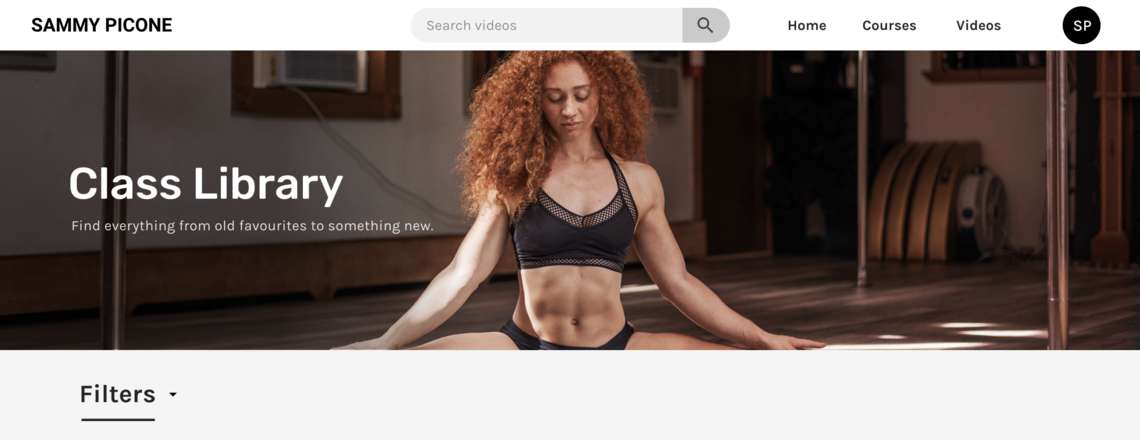 SAMMY PICONE
Search videos
Home
Courses
Videos
SP
Class Library
Find everything from old favourites to something new.
Filters